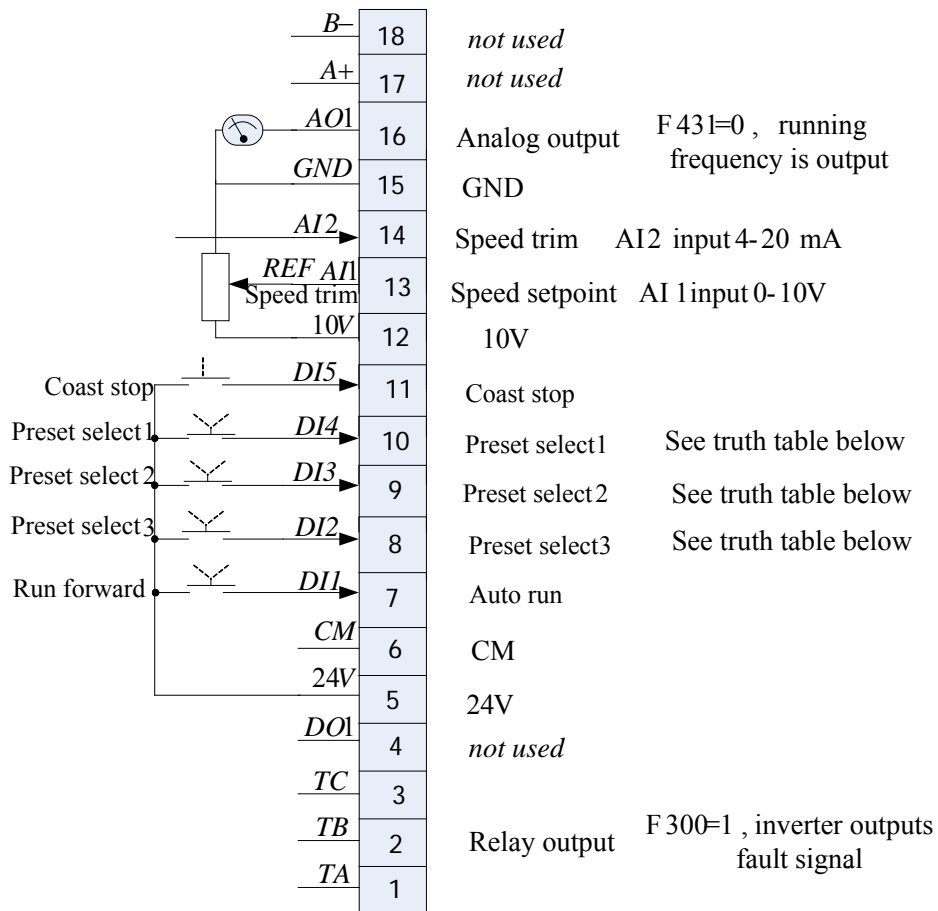 B– 18 not used
A+ 17 not used
AO1 16 Analog output F431=0 , running
frequency is output
GND 15 GND
AI2 14 Speed trim AI2 input 4-20 mA
REF AI1 13 Speed setpoint AI 1input 0-10V
Speed trim
10V 12 10V
Coast stop DI5 11 Coast stop
Preset select1 DI4 10 Preset select1 See truth table below
Preset select2 DI3 9 Preset select2 See truth table below
Preset select3 DI2 8 Preset select3 See truth table below
Run forward DI1 7 Auto run
CM 6 CM
24V 5 24V
DO1 4 not used
TC 3
TB 2 Relay output F300=1 , inverter outputs
fault signal
TA 1